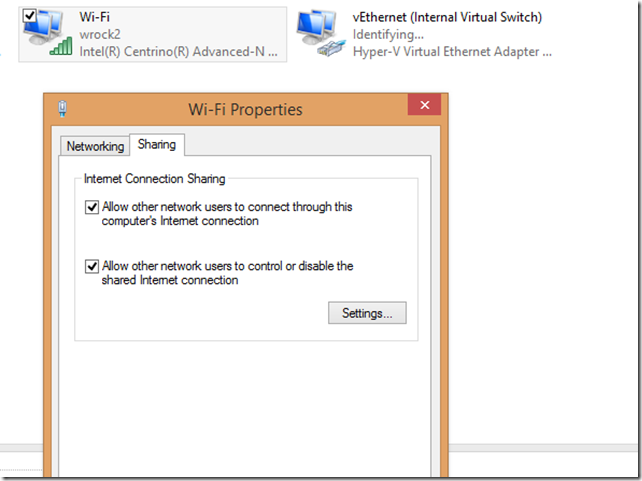 Wi-Fi
wrock2
Intel(R) Centrino(R) Advanced-N ...
vEthernet (Internal Virtual Switch)
Identifying...
Hyper-V Virtual Ethernet Adapter ...
Wi-Fi Properties
Networking
Sharing
Internet Connection Sharing
Allow other network users to connect through this
computer's Internet connection
Allow other network users to control or disable the
shared Internet connection
Settings...